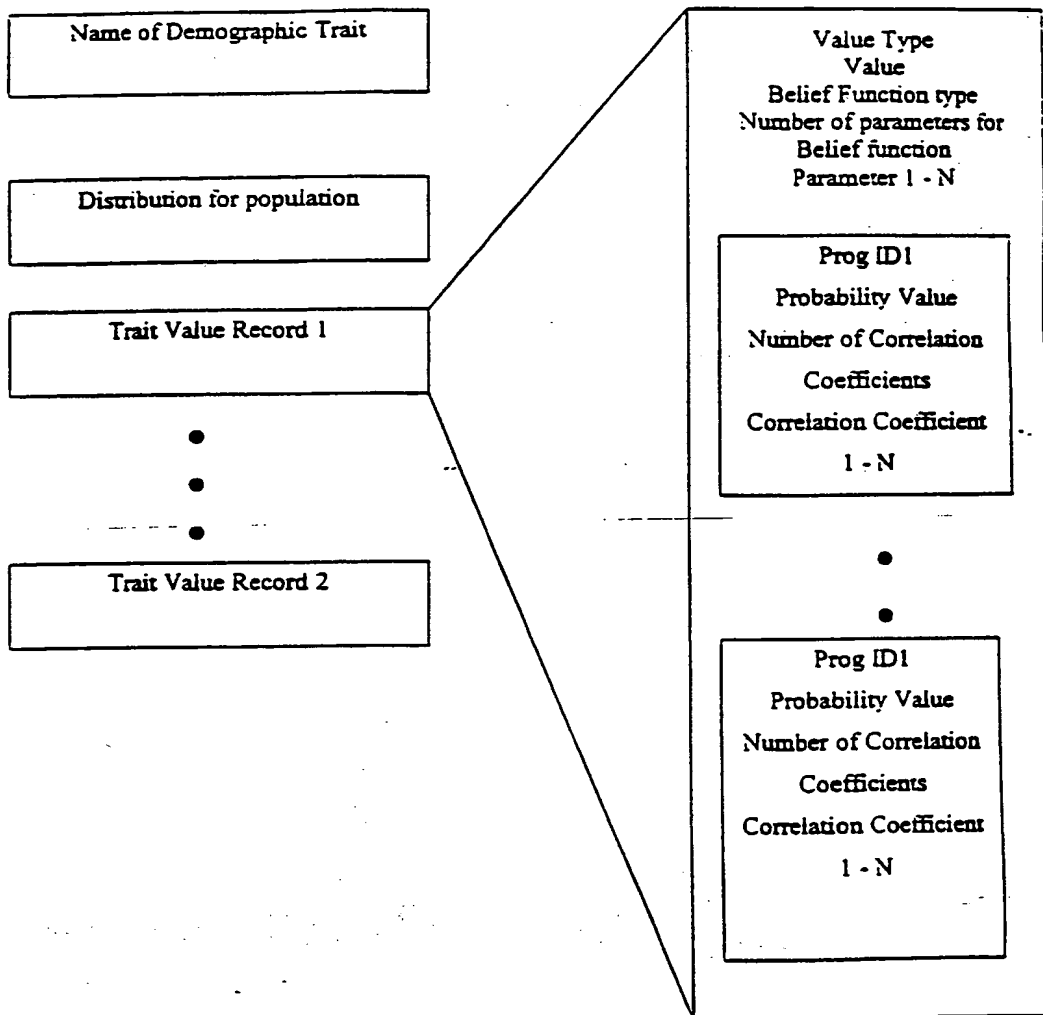 Name of Demographic Trait
Distribution for population
Trait Value Record 1
Trait Value Record 2
Value Type
Value
Belief Function type
Number of parameters for
Belief function
Parameter 1 - N
Prog ID1
Probability Value
Number of Correlation
Coefficients
Correlation Coefficient
1 - N
Prog ID1
Probability Value
Number of Correlation
Coefficients
Correlation Coefficient
1 - N